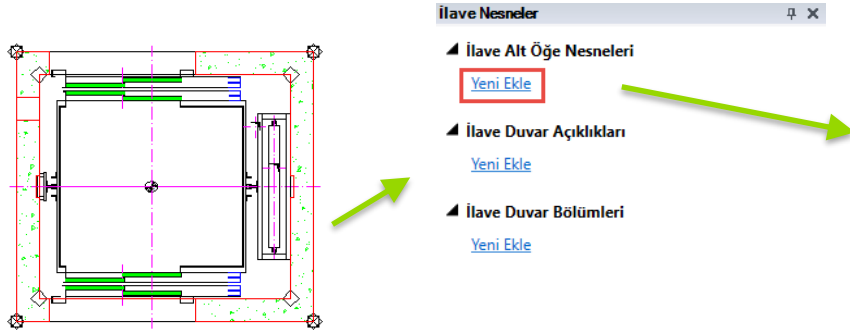 İlave Nesneler
İlave Alt Öğe Nesneleri
Yeni Ekle
İlave Duvar Açıklıkları
Yeni Ekle
İlave Duvar Bölümleri
Yeni Ekle